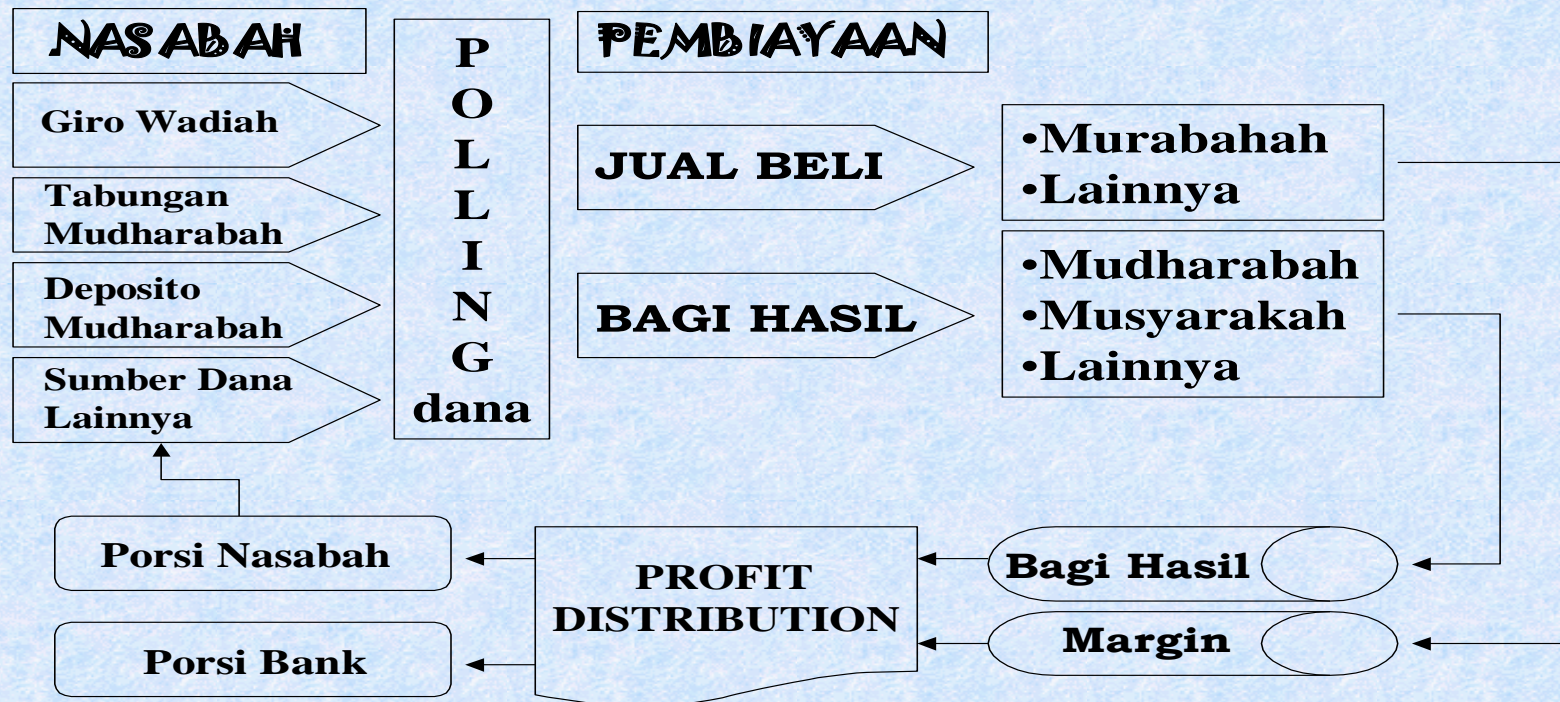 NASABAH
Giro Wadiah
Tabungan
Mudharabah
Deposito
Mudharabah
Sumber Dana
Lainnya
P
O
L
L
I
N
G
dana
PEMBIAYAAN
JUAL BELI
BAGI HASIL
•Murabahah
•Lainnya
•Mudharabah
•Musyarakah
•Lainnya
Porsi Nasabah
Porsi Bank
PROFIT
DISTRIBUTION
Bagi Hasil
Margin